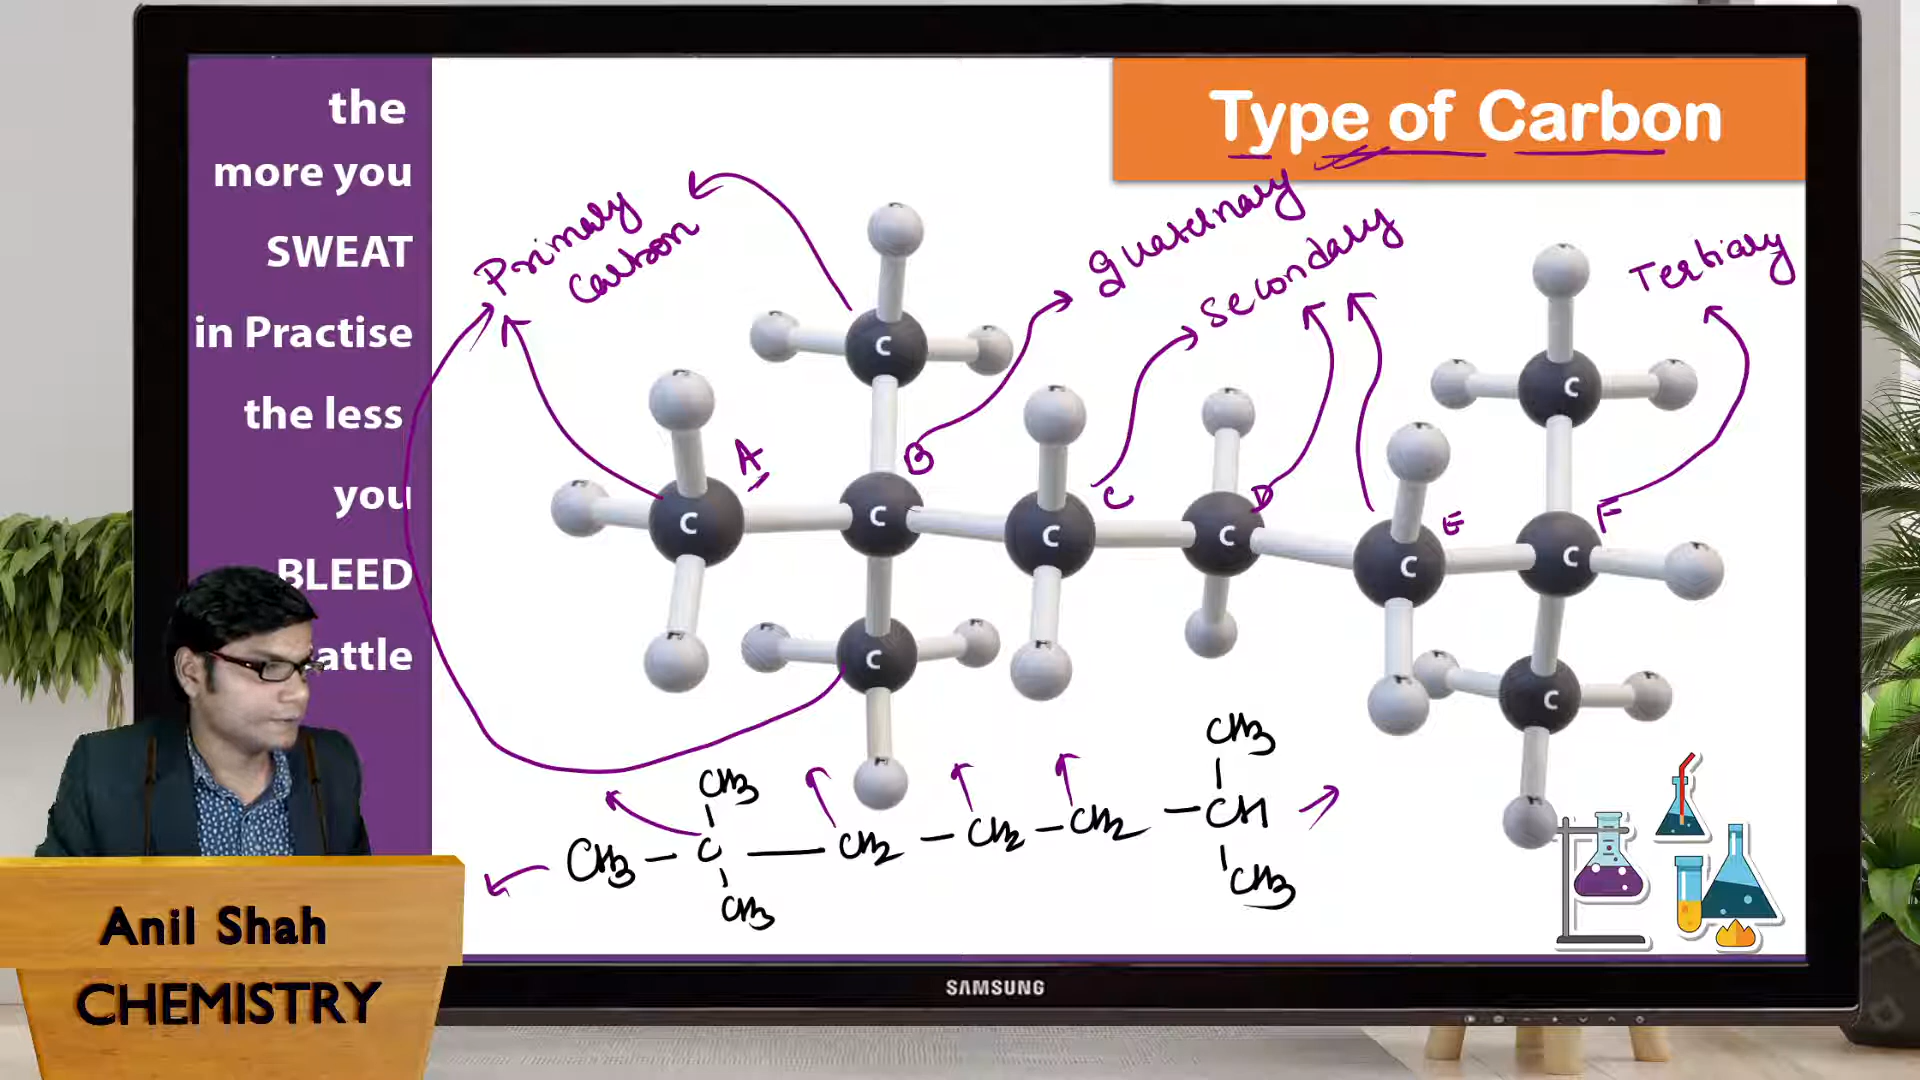 the
more you
SWEAT
in Practise
the less
you
BLEED
attle
Type of Carbon
Primary
Carbon
Quaternary
Secondary
Tertiary
C
C
A
B
C
D
E
F
C
C
C
C
C
C
C
C
CH3
CH3
CH3 — C — CH2 — CH2 — CH2 — CH
CH3
CH3
Anil Shah
CHEMISTRY
SAMSUNG